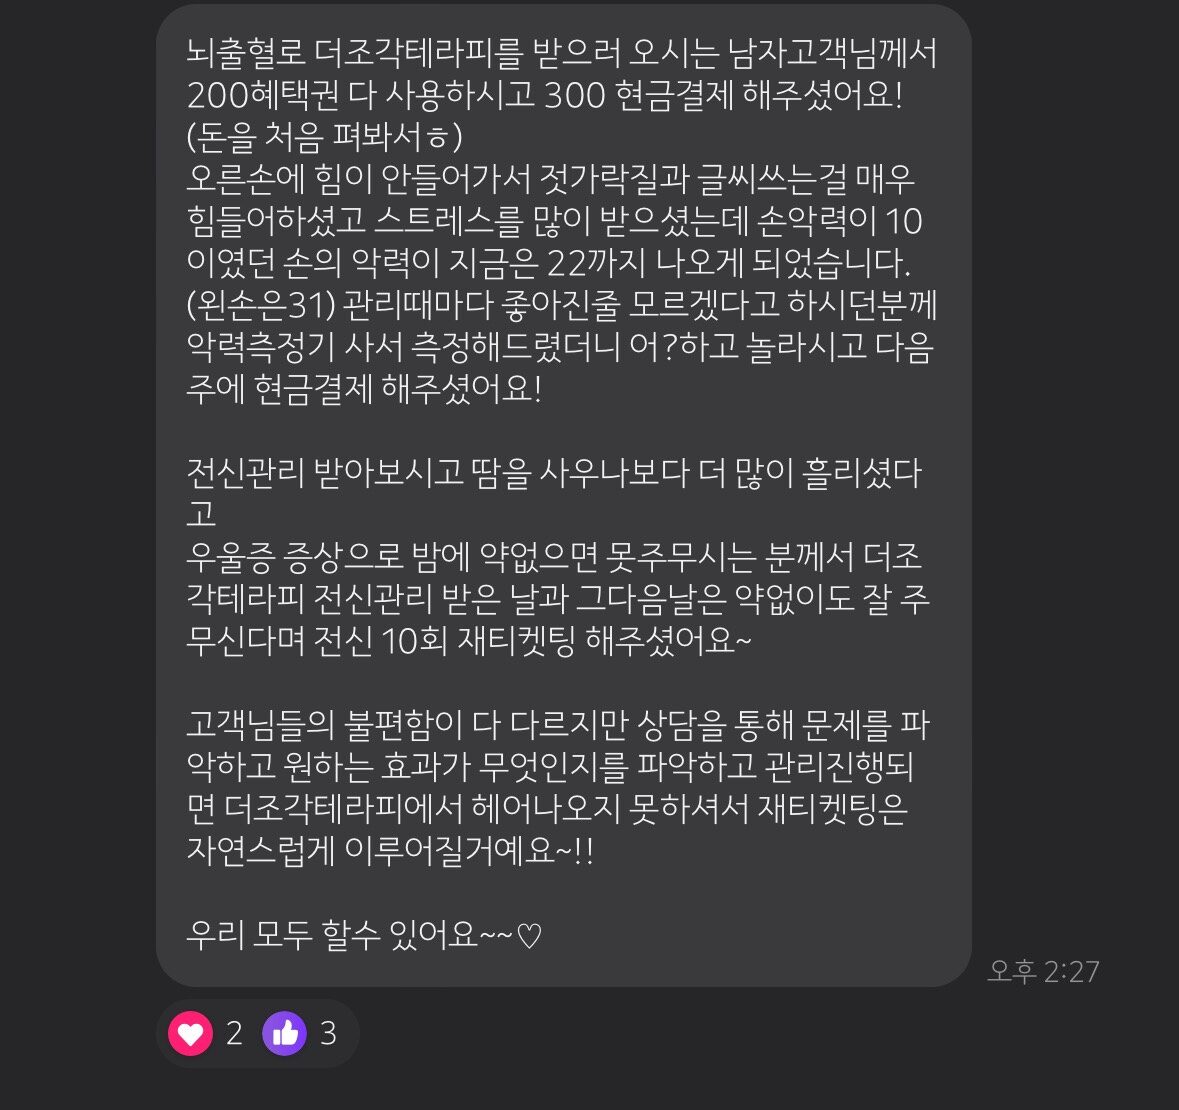 뇌출혈로 더조각테라피를 받으러 오시는 남자고객님께서
200혜택권 다 사용하시고 300 현금결제 해주셨어요!
(돈을 처음 펴봐서ㅎ)
오른손에 힘이 안들어가서 젓가락질과 글씨쓰는걸 매우
힘들어하셨고 스트레스를 많이 받으셨는데 손악력이 10
이였던 손의 악력이 지금은 22까지 나오게 되었습니다.
(왼손은31) 관리때마다 좋아진줄 모르겠다고 하시던분께
악력측정기 사서 측정해드렸더니 어?하고 놀라시고 다음
주에 현금결제 해주셨어요!
전신관리 받아보시고 땀을 사우나보다 더 많이 흘리셨다
고
우울증 증상으로 밤에 약없으면 못주무시는 분께서 더조
각테라피 전신관리 받은 날과 그다음날은 약없이도 잘 주
무신다며 전신 10회 재티켓팅 해주셨어요~
고객님들의 불편함이 다 다르지만 상담을 통해 문제를 파
악하고 원하는 효과가 무엇인지를 파악하고 관리진행되
면 더조각테라피에서 헤어나오지 못하셔서 재티켓팅은
자연스럽게 이루어질거예요~!!
우리 모두 할수 있어요~~♡
오후 2:27
2 3